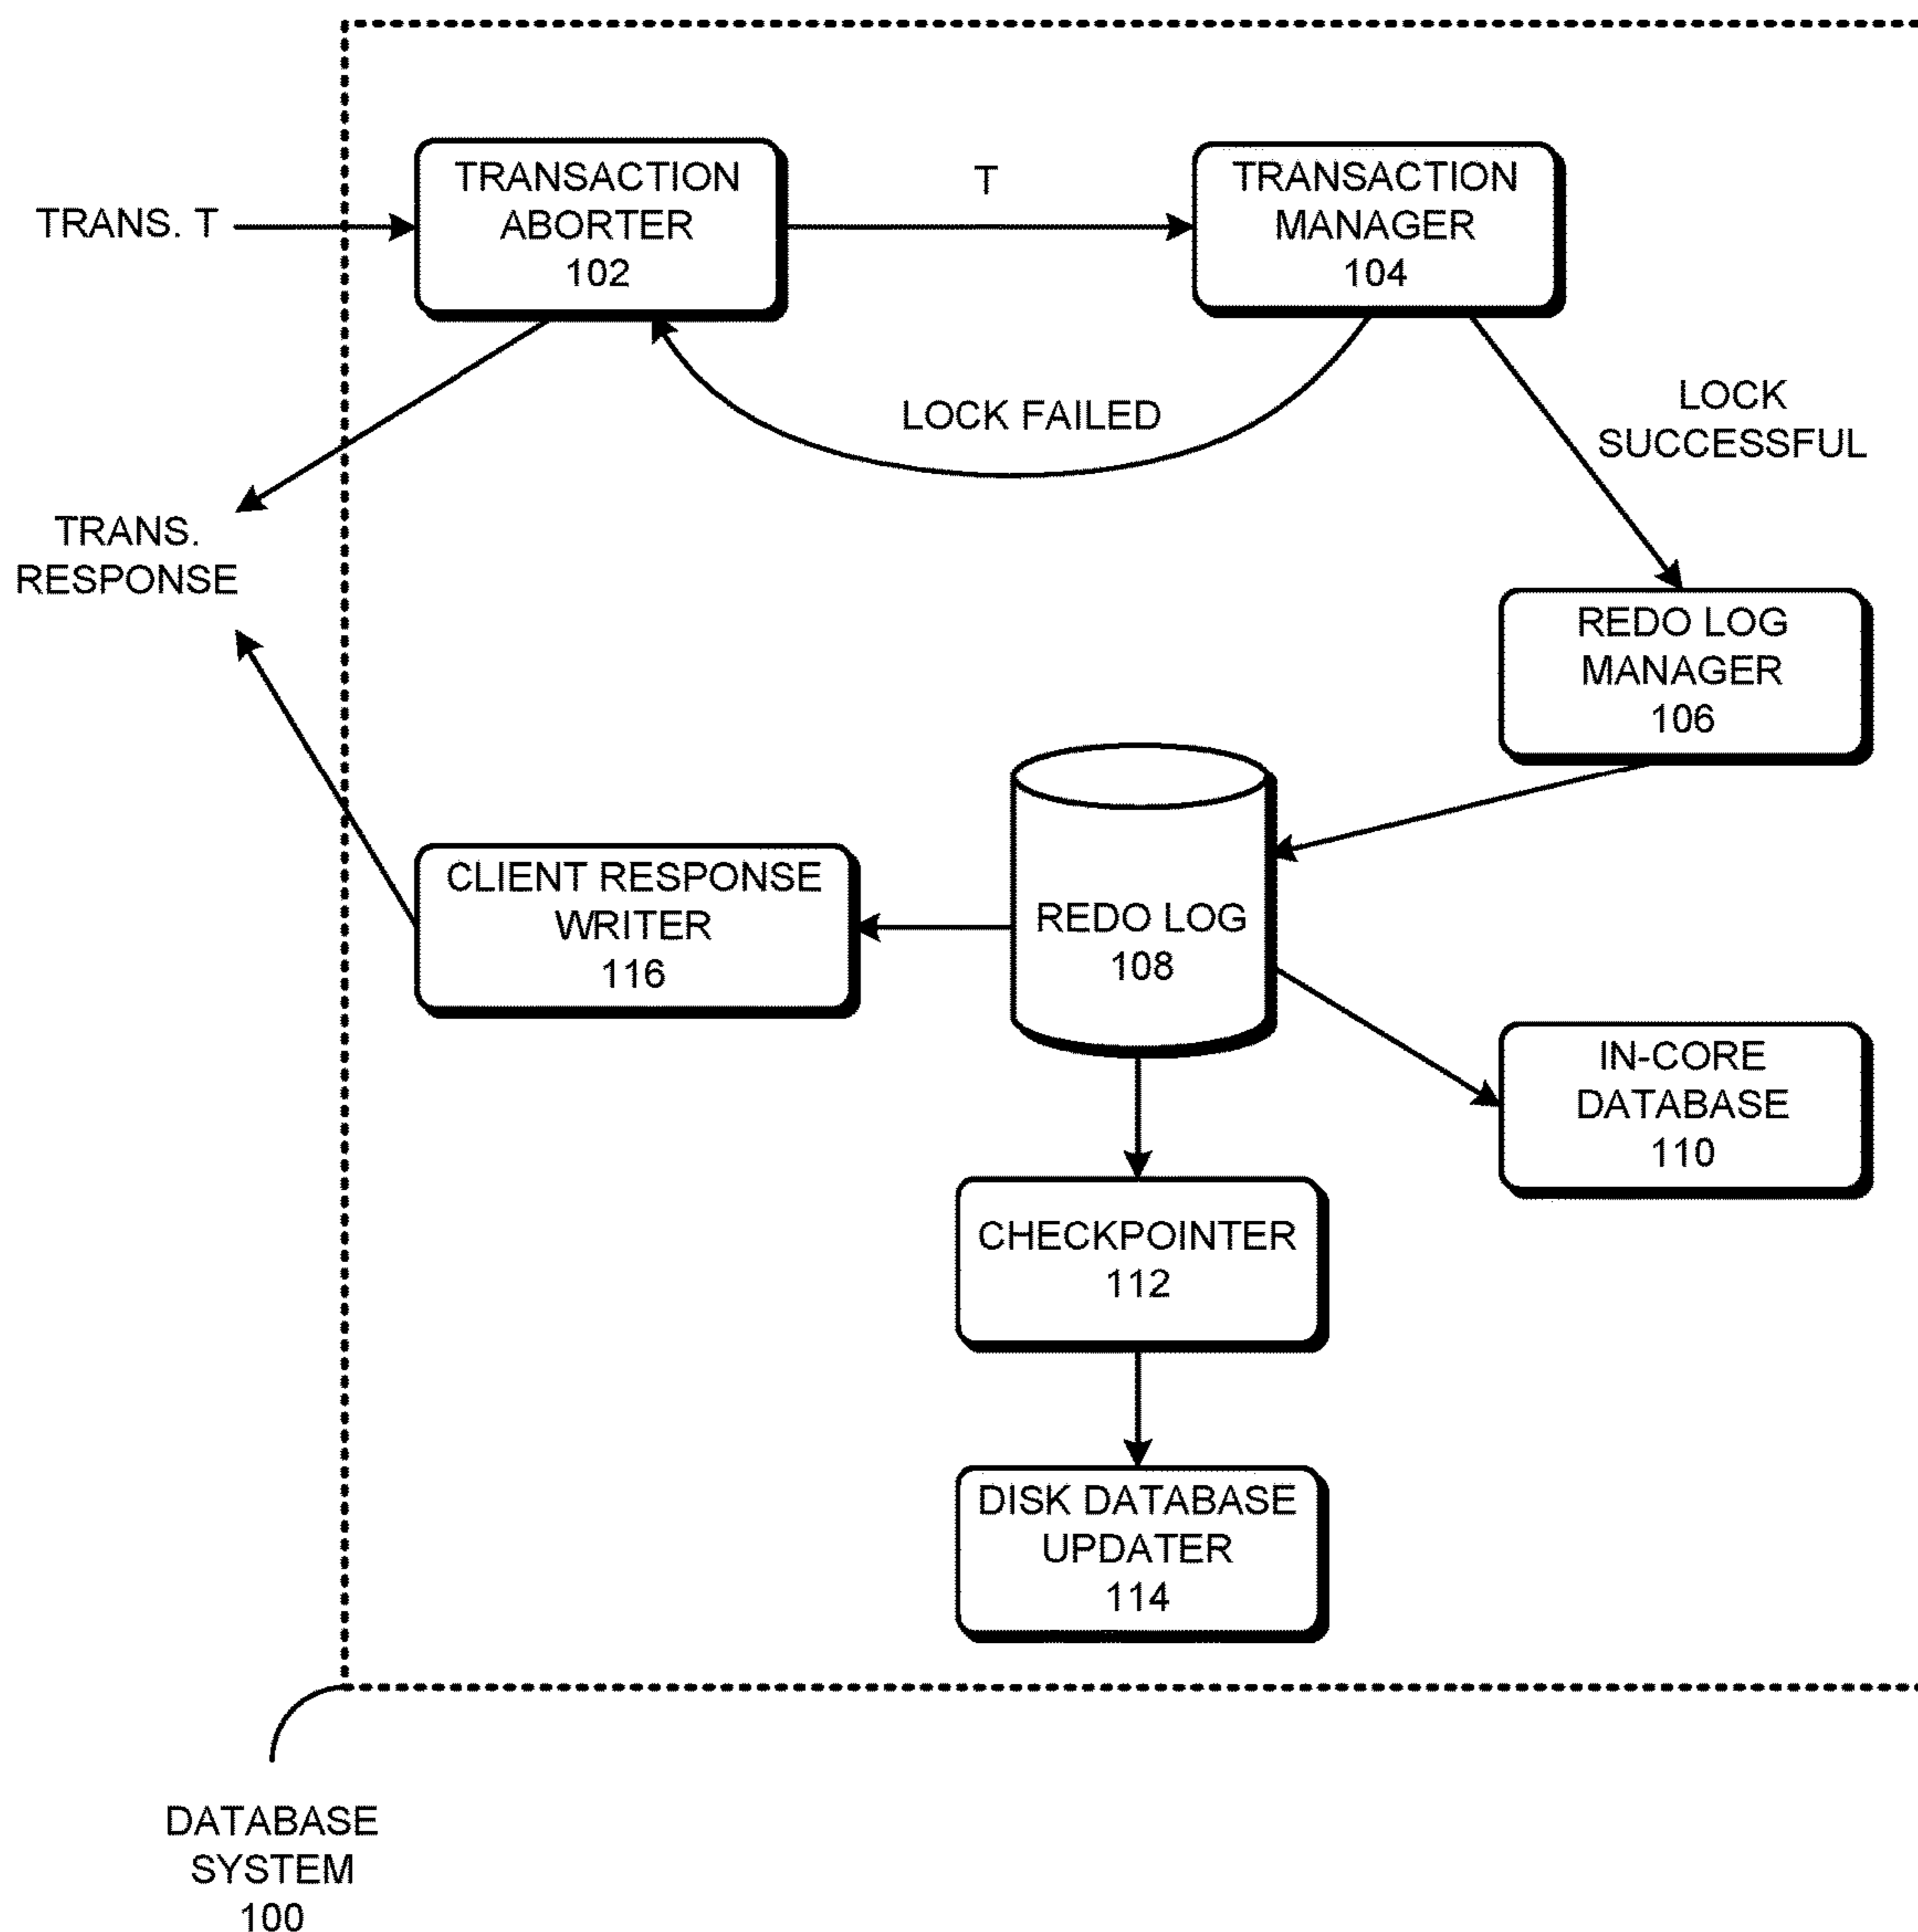 TRANS. T
TRANSACTION
ABORTER
102
T
TRANSACTION
MANAGER
104
LOCK FAILED
LOCK
SUCCESSFUL
TRANS.
RESPONSE
REDO LOG
MANAGER
106
CLIENT RESPONSE
WRITER
116
REDO LOG
108
IN-CORE
DATABASE
110
CHECKPOINTER
112
DISK DATABASE
UPDATER
114
DATABASE
SYSTEM
100